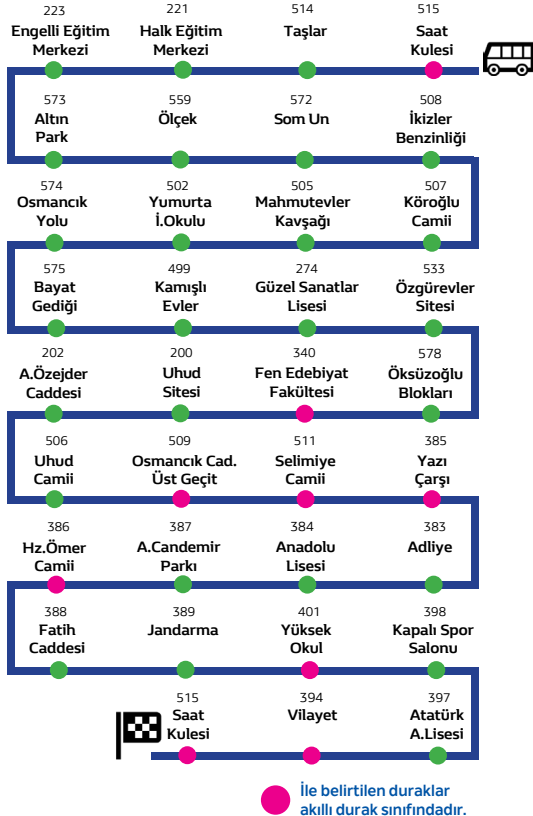 223 221 514 515
Engelli Eğitim Halk Eğitim Taşlar Saat
Merkezi Merkezi Kulesi
573 559 572 508
Altın Ölçek Som Un İkizler
Park Benzinliği
574 502 505 507
Osmancık Yumurta Mahmutevler Köroğlu
Yolu İ.Okulu Kavşağı Camii
575 499 274 533
Bayat Kamışlı Güzel Sanatlar Özgürevler
Gediği Evler Lisesi Sitesi
202 200 340 578
A.Özejder Uhud Fen Edebiyat Öksüzoğlu
Caddesi Sitesi Fakültesi Blokları
506 509 511 385
Uhud Osmancık Cad. Selimiye Yazı
Camii Üst Geçit Camii Çarşı
386 387 384 383
Hz.Ömer A.Candemir Anadolu Adliye
Camii Parkı Lisesi
388 389 401 398
Fatih Jandarma Yüksek Kapalı Spor
Caddesi Okul Salonu
515 394 397
Saat Vilayet Atatürk
Kulesi A.Lisesi
İle belirtilen duraklar
akıllı durak sınıfındadır.